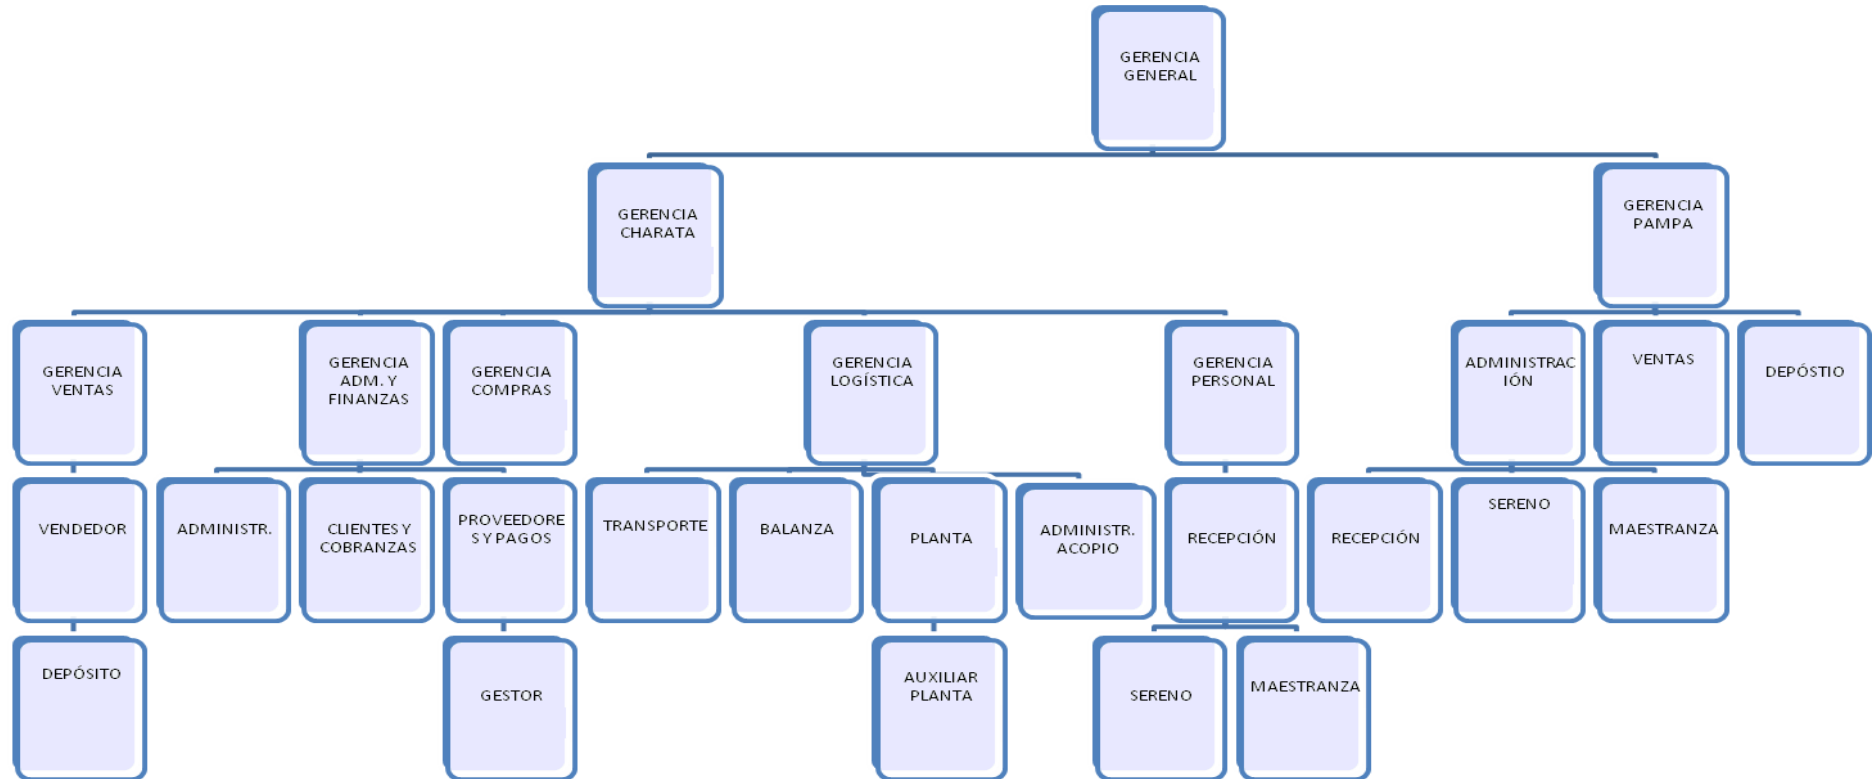 GERENCIA
GENERAL
GERENCIA
CHARATA
GERENCIA
PAMPA
GERENCIA
VENTAS
GERENCIA
ADM. Y
FINANZAS
GERENCIA
COMPRAS
GERENCIA
LOGÍSTICA
GERENCIA
PERSONAL
ADMINISTRAC
IÓN
VENTAS
DEPÓSTIO
VENDEDOR
ADMINISTR.
CLIENTES Y
COBRANZAS
PROVEEDORE
S Y PAGOS
TRANSPORTE
BALANZA
PLANTA
ADMINISTR.
ACOPIO
RECEPCIÓN
RECEPCIÓN
SERENO
MAESTRANZA
DEPÓSITO
GESTOR
AUXILIAR
PLANTA
SERENO
MAESTRANZA